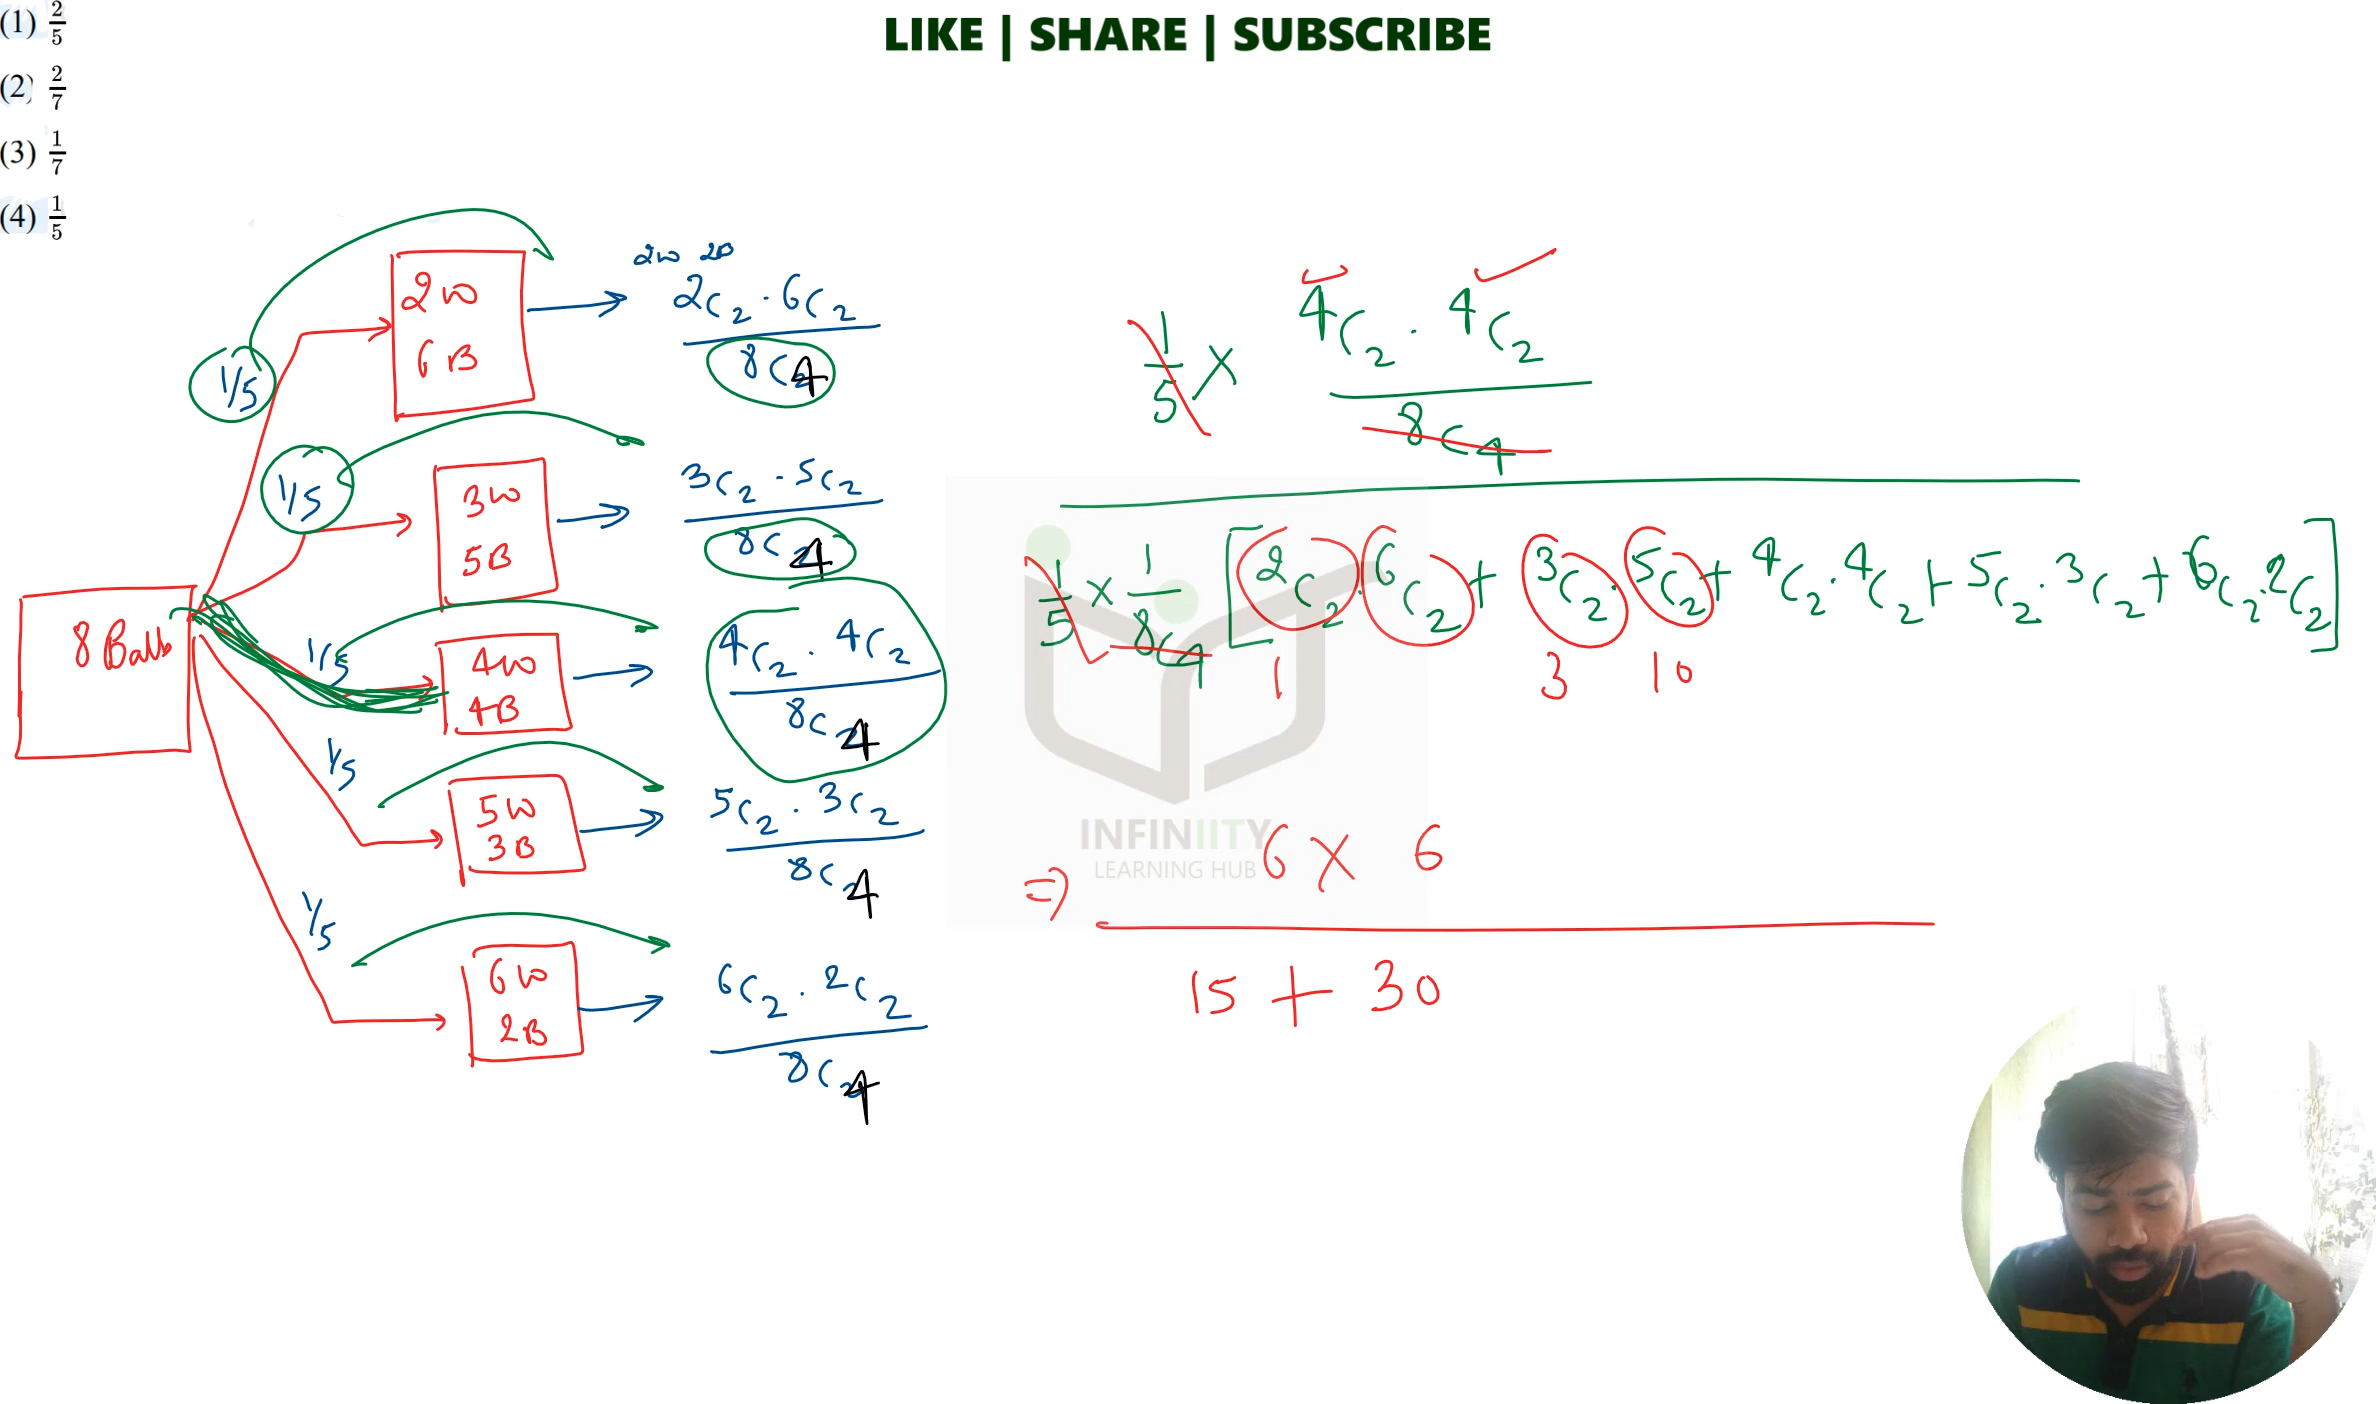 LIKE | SHARE | SUBSCRIBE
(1) 2/5
(2) 2/7
(3) 1/7
(4) 1/5
8 Balls
1/5
2W
6B
2W 2B
2C2 . 6C2
8C4
1/5
3W
5B
3C2 . 5C2
8C4
1/5
4W
4B
4C2 . 4C2
8C4
1/5
5W
3B
5C2 . 3C2
8C4
1/5
6W
2B
6C2 . 2C2
8C4
1/5 × 4C2 . 4C2
8C4
1/5 × 1/8C4 [2C2 . 6C2 + 3C2 . 5C2 + 4C2 . 4C2 + 5C2 . 3C2 + 6C2 . 2C2]
1 3 10
INFINIITY
LEARNING HUB
⇒ 6 × 6
15 + 30